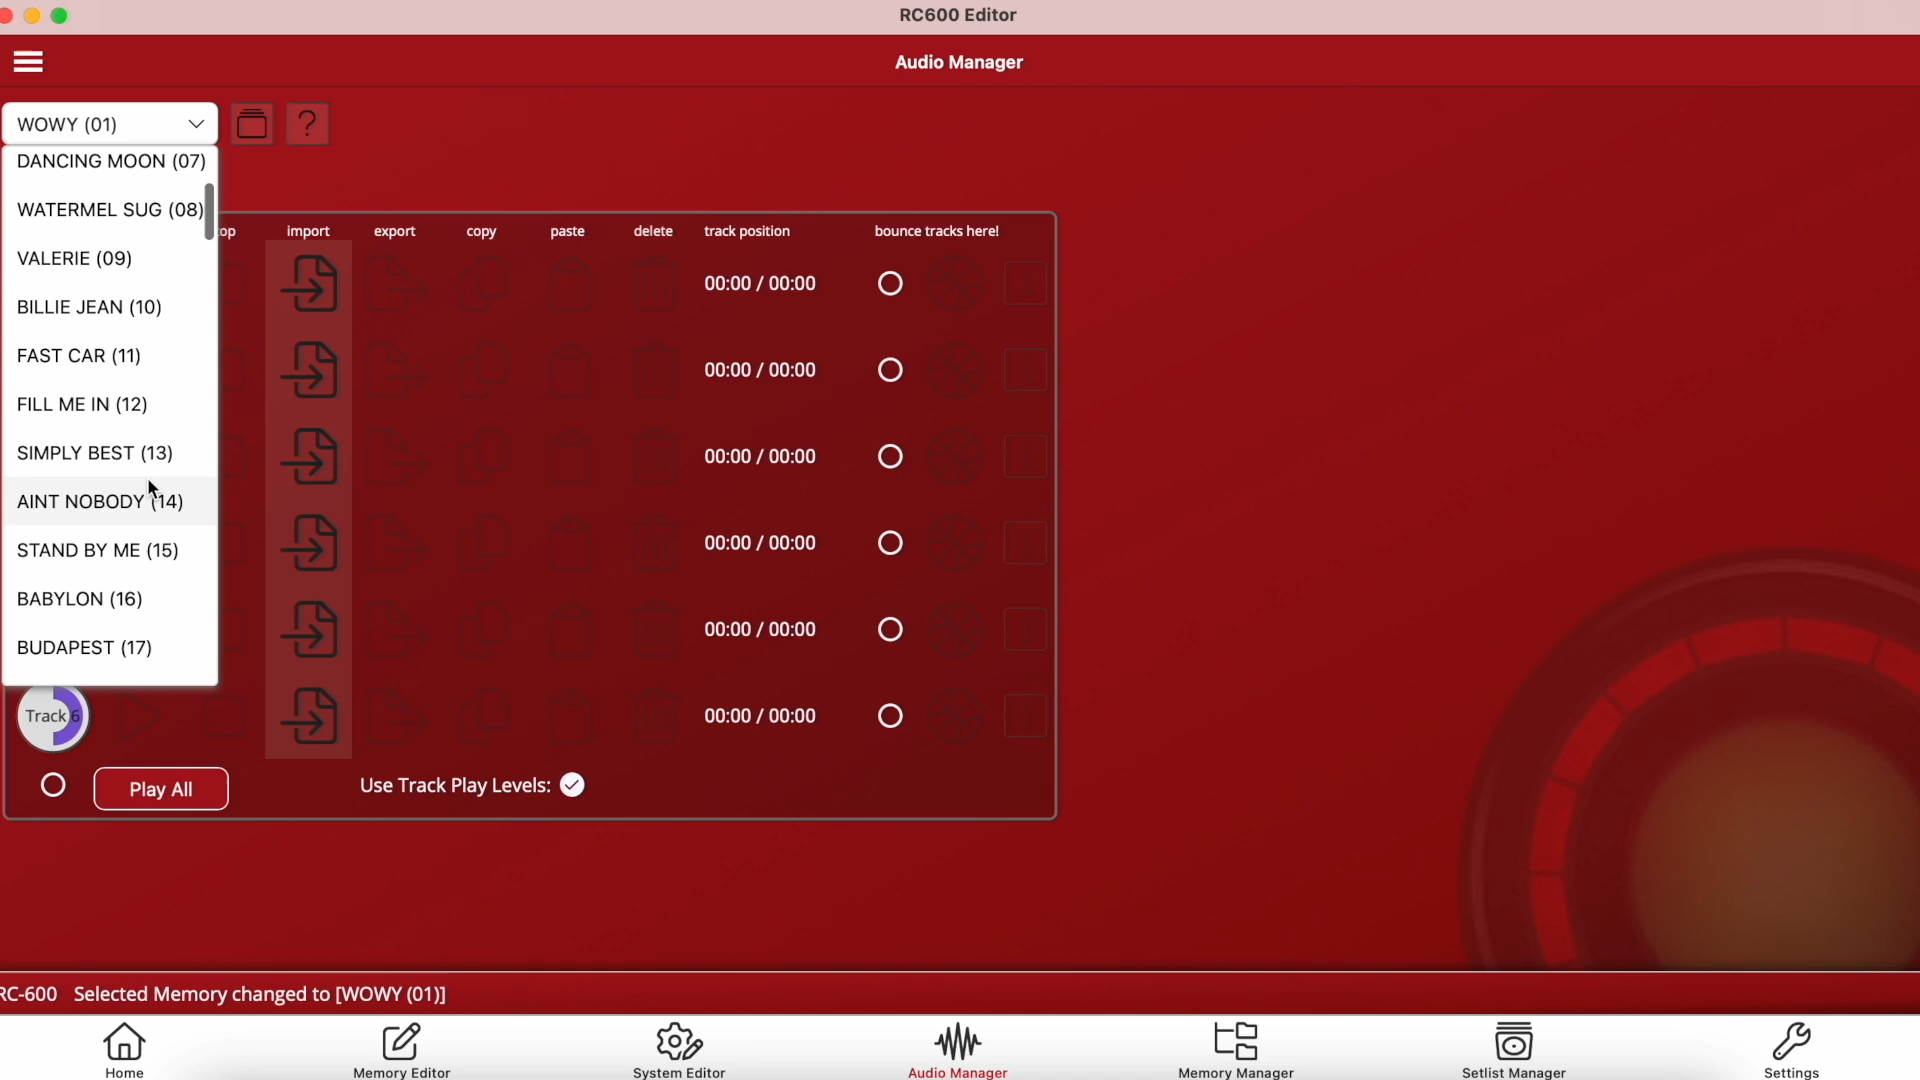 RC600 Editor
Audio Manager
WOWY (01)
?
DANCING MOON (07)
WATERMEL SUG (08)
VALERIE (09)
BILLIE JEAN (10)
FAST CAR (11)
FILL ME IN (12)
SIMPLY BEST (13)
AINT NOBODY (14)
STAND BY ME (15)
BABYLON (16)
BUDAPEST (17)
op import export copy paste delete track position bounce tracks here!
00:00 / 00:00
00:00 / 00:00
00:00 / 00:00
00:00 / 00:00
00:00 / 00:00
Track 6 00:00 / 00:00
Play All Use Track Play Levels:
RC-600 Selected Memory changed to [WOWY (01)]
Home Memory Editor System Editor Audio Manager Memory Manager Setlist Manager Settings